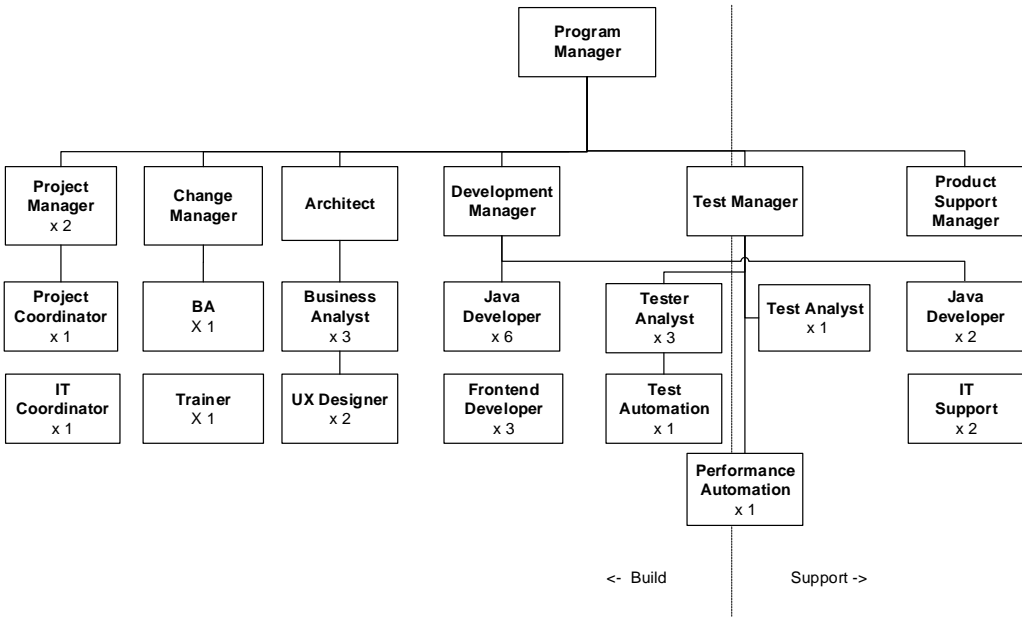 Program
Manager
Project
Manager
x 2
Change
Manager
Architect
Development
Manager
Test Manager
Product
Support
Manager
Project
Coordinator
x 1
BA
X 1
Business
Analyst
x 3
Java
Developer
x 6
Tester
Analyst
x 3
Test Analyst
x 1
Java
Developer
x 2
IT
Coordinator
x 1
Trainer
X 1
UX Designer
x 2
Frontend
Developer
x 3
Test
Automation
x 1
IT
Support
x 2
Performance
Automation
x 1
<- Build
Support ->